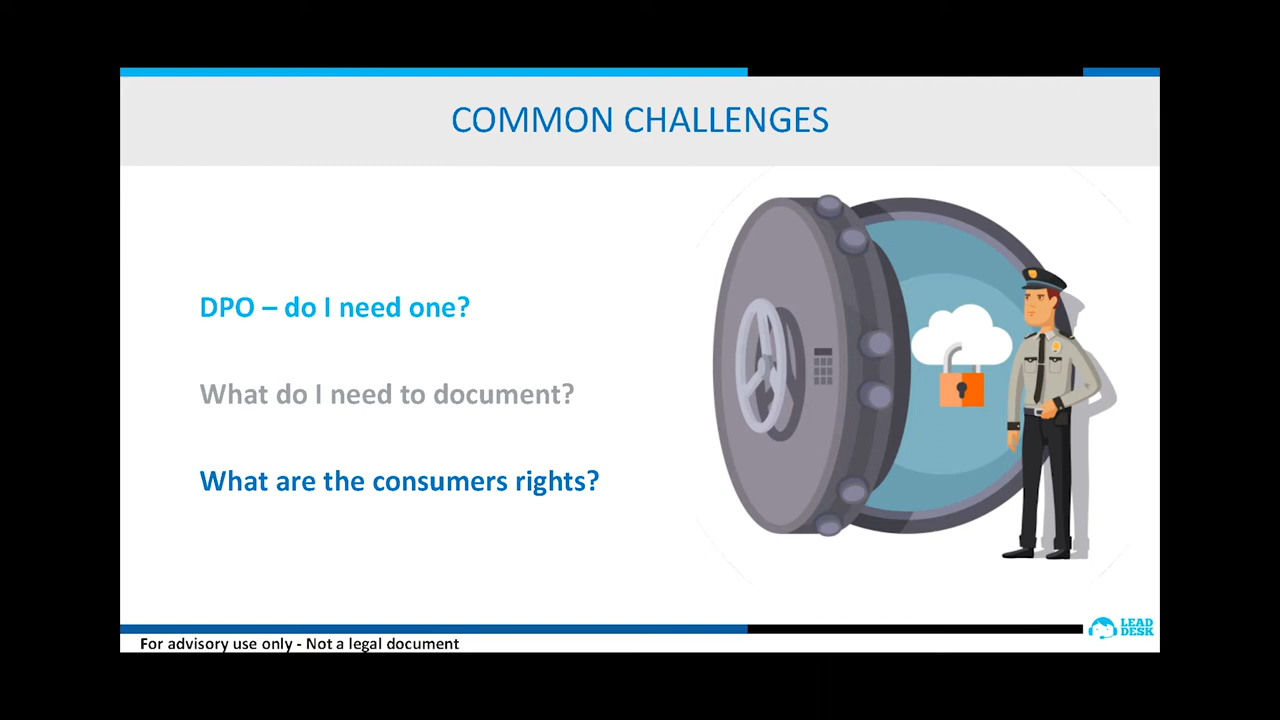 COMMON CHALLENGES
DPO – do I need one?
What do I need to document?
What are the consumers rights?
For advisory use only - Not a legal document
LEAD
DESK